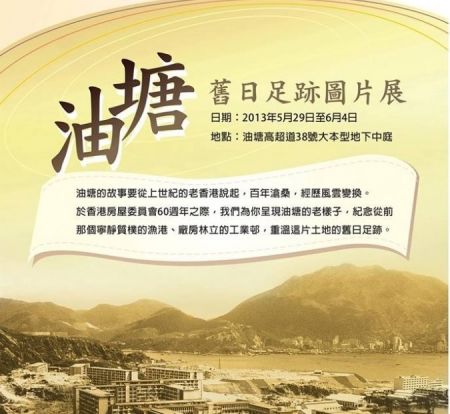 油塘
舊日足跡圖片展
日期：2013年5月29日至6月4日
地點：油塘高超道38號大本型地下中庭
油塘的故事要從上世紀的老香港說起，百年滄桑，經歷風雲變換。
於香港房屋委員會60週年之際，我們為你呈現油塘的老樣子，紀念從前
那個寧靜質樸的漁港、廠房林立的工業邨，重溫這片土地的舊日足跡。